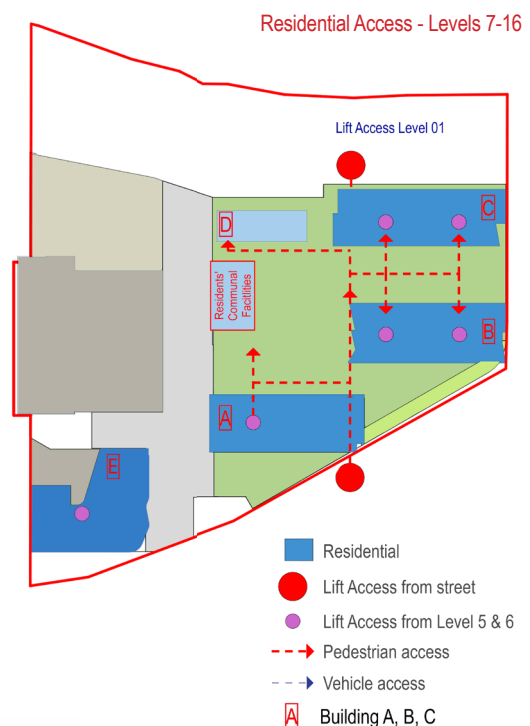 Residential Access - Levels 7-16
Lift Access Level 01
C
D
Residents'
Communal
Facitlities
B
A
E
Residential
Lift Access from street
Lift Access from Level 5 & 6
Pedestrian access
Vehicle access
A Building A, B, C